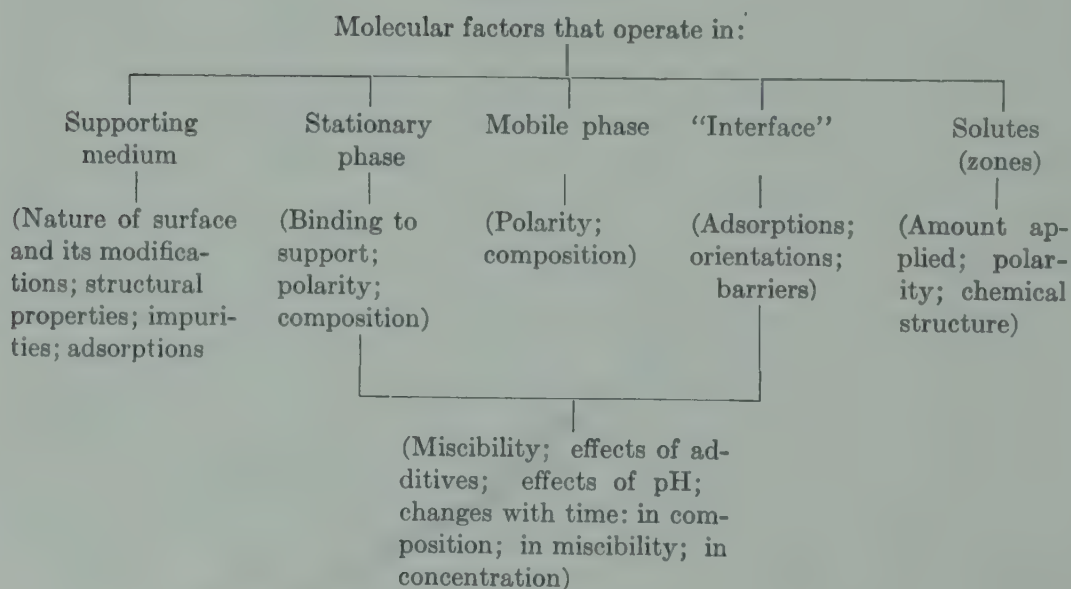 Molecular factors that operate in:
Supporting
medium
Stationary
phase
Mobile phase
"Interface"
Solutes
(zones)
(Nature of surface
and its modifica-
tions; structural
properties; impuri-
ties; adsorptions
(Binding to
support;
polarity;
composition)
(Polarity;
composition)
(Adsorptions;
orientations;
barriers)
(Amount ap-
plied; polar-
ity; chemical
structure)
(Miscibility; effects of ad-
ditives; effects of pH;
changes with time: in com-
position; in miscibility; in
concentration)